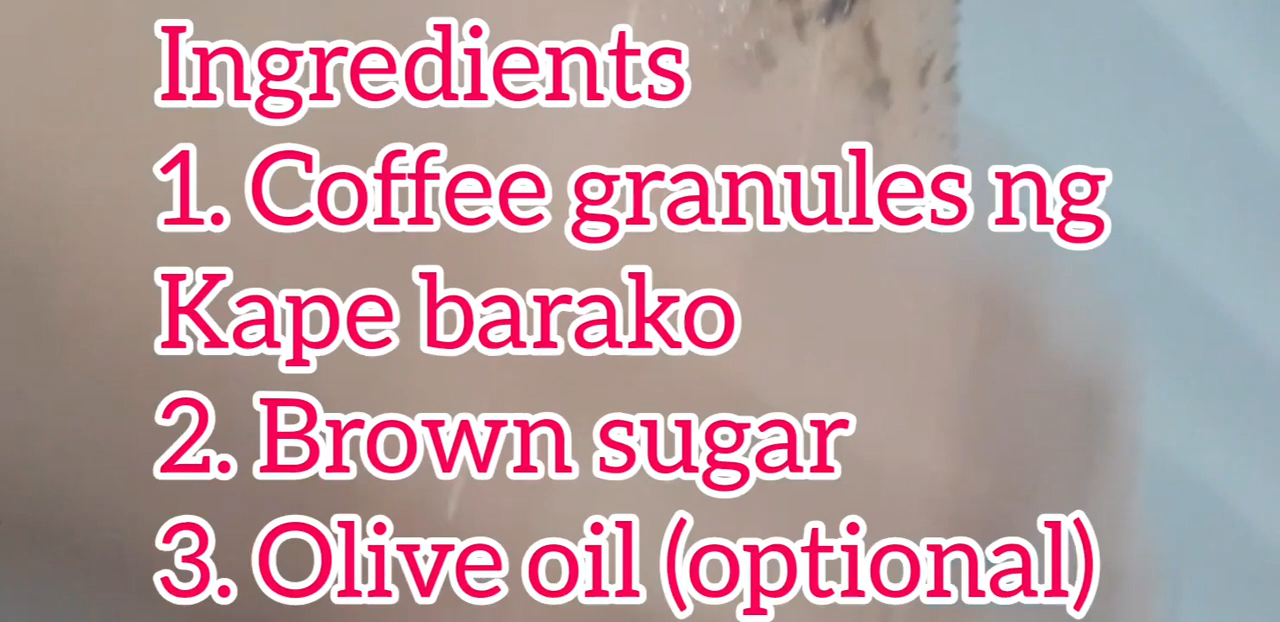 Ingredients
1. Coffee granules ng
Kape barako
2. Brown sugar
3. Olive oil (optional)